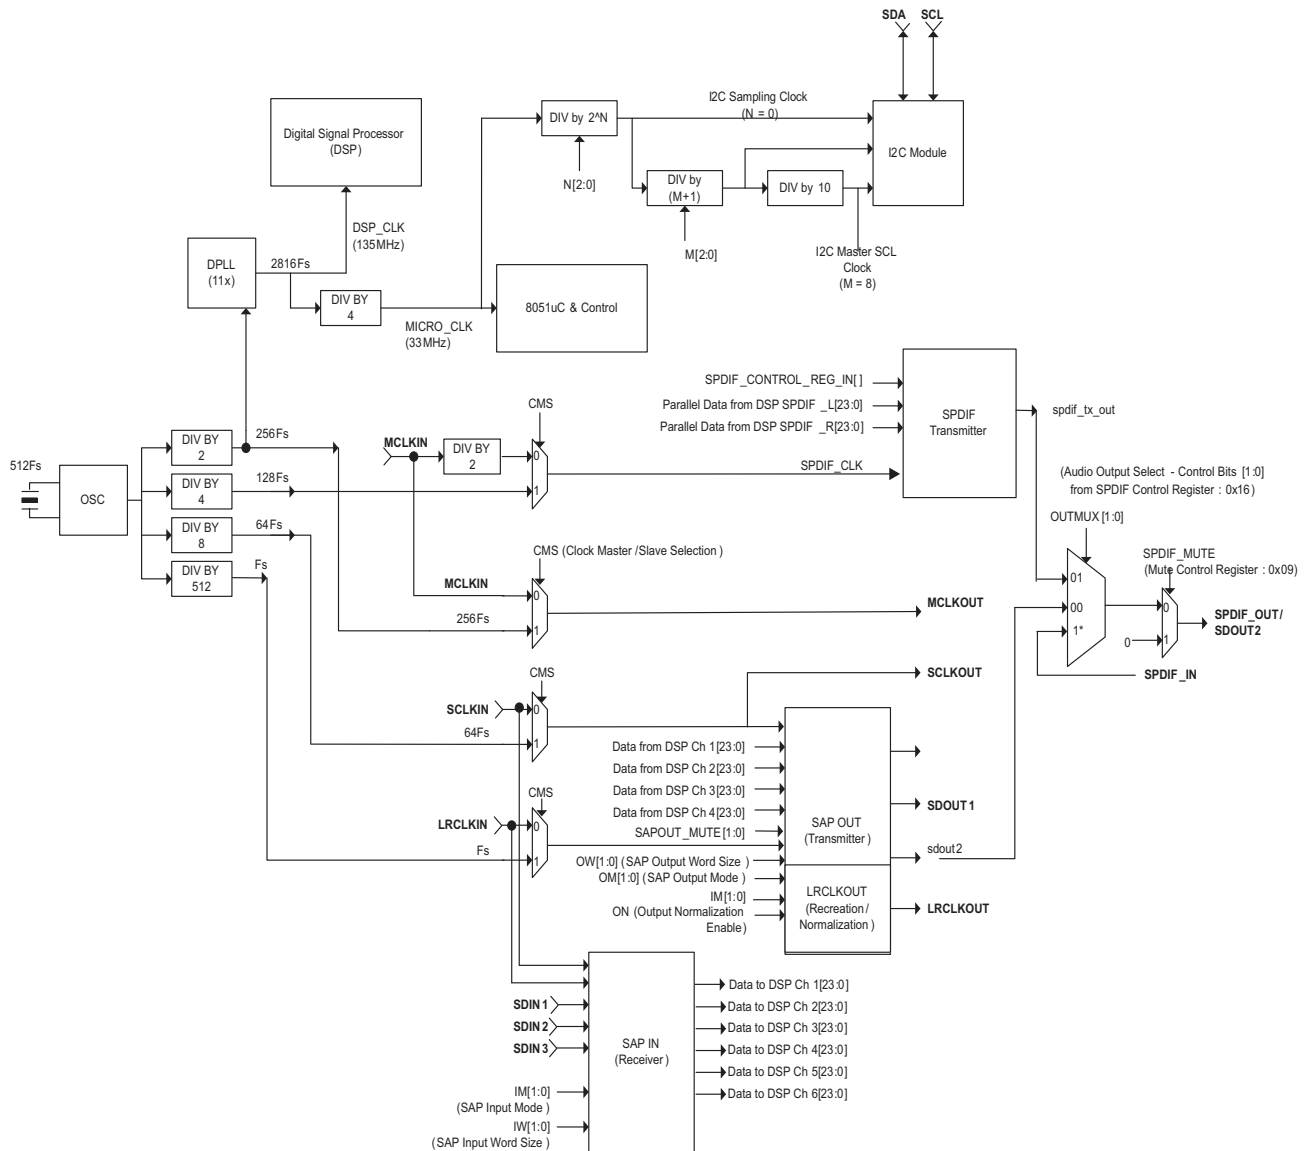 SDA SCL
Digital Signal Processor
(DSP)
DIV by 2^N
I2C Sampling Clock
(N = 0)
I2C Module
N[2:0]
DIV by
(M+1)
DIV by 10
M[2:0]
I2C Master SCL
Clock
(M = 8)
DSP_CLK
(135MHz)
DPLL
(11x)
2816Fs
DIV BY
4
MICRO_CLK
(33MHz)
8051uC & Control
SPDIF_CONTROL_REG_IN[ ]
Parallel Data from DSP SPDIF _L[23:0]
Parallel Data from DSP SPDIF _R[23:0]
SPDIF
Transmitter
spdif_tx_out
CMS
MCLKIN
DIV BY
2
0
1
SPDIF_CLK
512Fs
OSC
DIV BY
2
256Fs
DIV BY
4
128Fs
DIV BY
8
64Fs
DIV BY
512
Fs
(Audio Output Select - Control Bits [1:0]
from SPDIF Control Register : 0x16)
OUTMUX[1:0]
SPDIF_MUTE
(Mute Control Register : 0x09)
01
00
1*
0
1
0
SPDIF_OUT/
SDOUT2
SPDIF_IN
CMS (Clock Master /Slave Selection )
MCLKIN
0
256Fs
1
MCLKOUT
CMS
SCLKIN
0
64Fs
1
SCLKOUT
CMS
LRCLKIN
0
Fs
1
Data from DSP Ch 1[23:0]
Data from DSP Ch 2[23:0]
Data from DSP Ch 3[23:0]
Data from DSP Ch 4[23:0]
SAPOUT_MUTE[1:0]
OW[1:0] (SAP Output Word Size )
OM[1:0] (SAP Output Mode )
IM[1:0]
ON (Output Normalization
Enable)
SAP OUT
(Transmitter )
LRCLKOUT
(Recreation/
Normalization )
SDOUT1
sdout2
LRCLKOUT
SDIN1
SDIN2
SDIN3
IM[1:0]
(SAP Input Mode )
IW[1:0]
(SAP Input Word Size )
SAP IN
(Receiver )
Data to DSP Ch 1[23:0]
Data to DSP Ch 2[23:0]
Data to DSP Ch 3[23:0]
Data to DSP Ch 4[23:0]
Data to DSP Ch 5[23:0]
Data to DSP Ch 6[23:0]